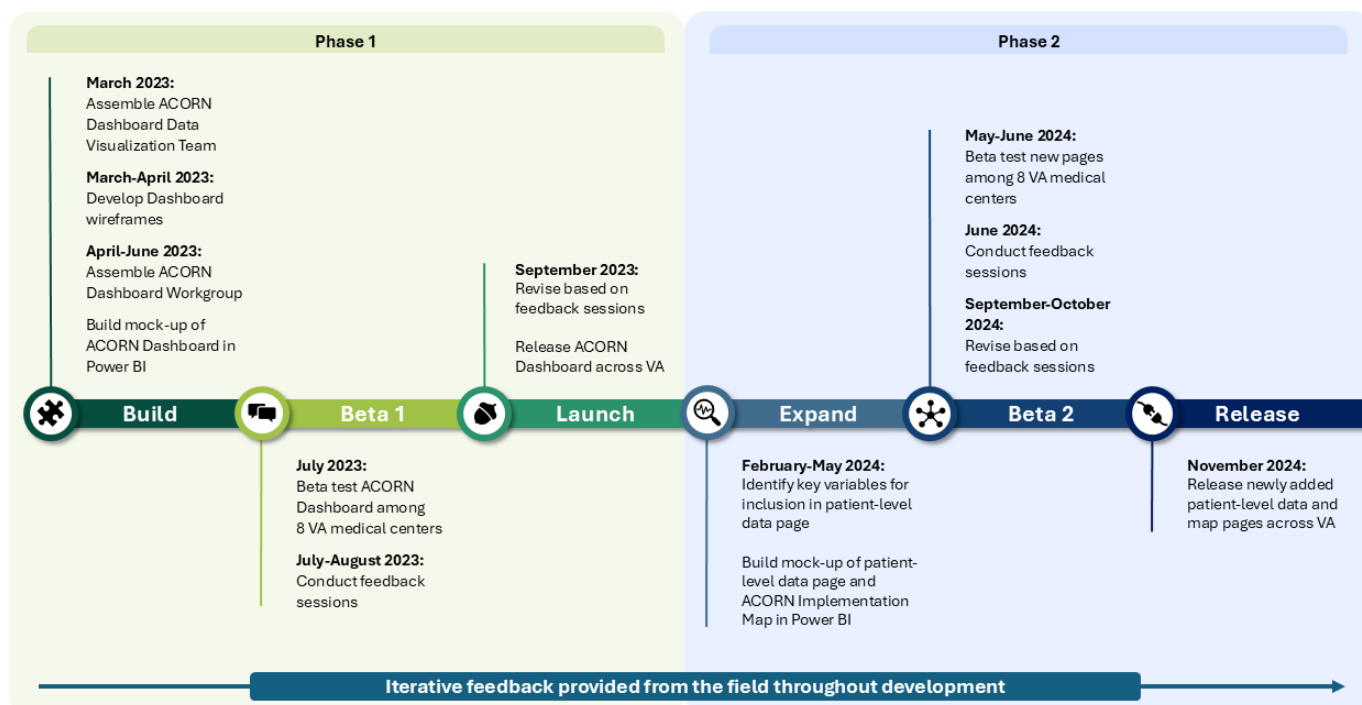 Phase 1
March 2023:
Assemble ACORN
Dashboard Data
Visualization Team
March-April 2023:
Develop Dashboard
wireframes
April-June 2023:
Assemble ACORN
Dashboard Workgroup
Build mock-up of
ACORN Dashboard in
Power BI
September 2023:
Revise based on
feedback sessions
Release ACORN
Dashboard across VA
Phase 2
May-June 2024:
Beta test new pages
among 8 VA medical
centers
June 2024:
Conduct feedback
sessions
September-October
2024:
Revise based on
feedback sessions
Build
Beta 1
Launch
Expand
Beta 2
Release
July 2023:
Beta test ACORN
Dashboard among
8 VA medical centers
July-August 2023:
Conduct feedback
sessions
February-May 2024:
Identify key variables for
inclusion in patient-level
data page
Build mock-up of patient-
level data page and
ACORN Implementation
Map in Power BI
November 2024:
Release newly added
patient-level data and
map pages across VA
Iterative feedback provided from the field throughout development